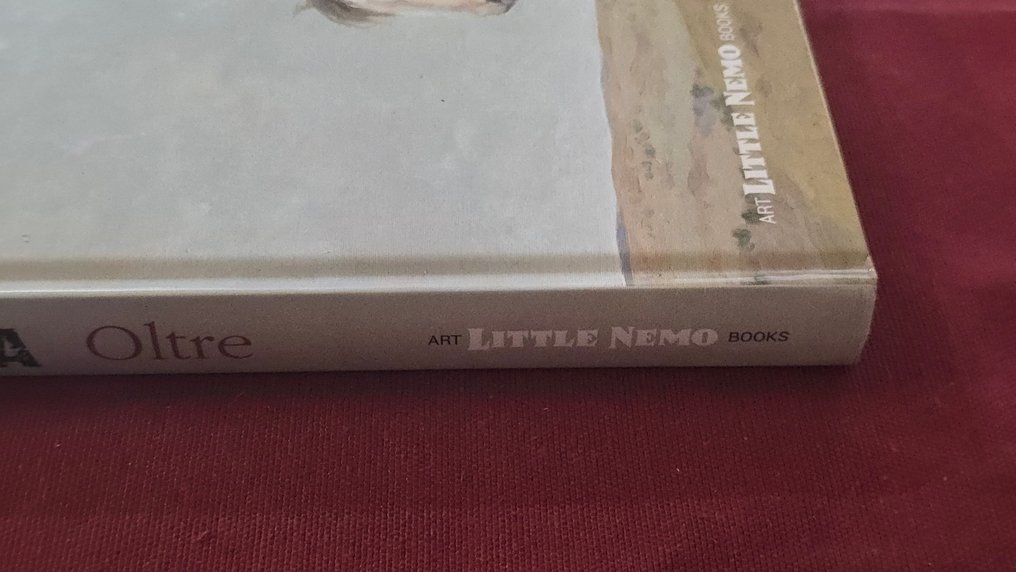 ART LITTLE NEMO BOOKS
A Oltre ART LITTLE NEMO BOOKS